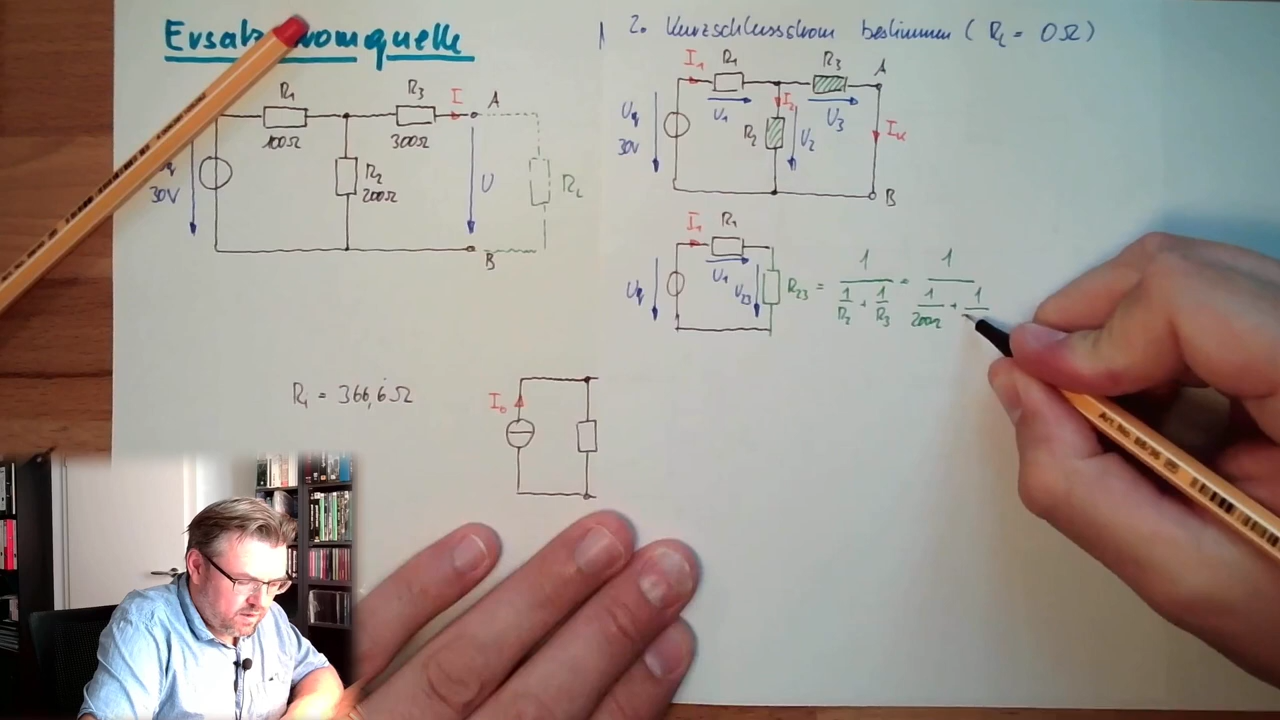 Ersatzstromquelle
R1
100Ω
R3
300Ω
I
A
R2
200Ω
30V
U
RL
B
Ri = 366,6Ω
I0
2. Kurzschlussstrom bestimmen ( RL = 0Ω )
I1
R1
R3
A
Uq
30V
U1
I2
R2
U2
U3
IK
B
I1
R1
Uq
U1
U23
R23 = 1 / (1/R2 + 1/R3) = 1 / (1/200Ω + 1/